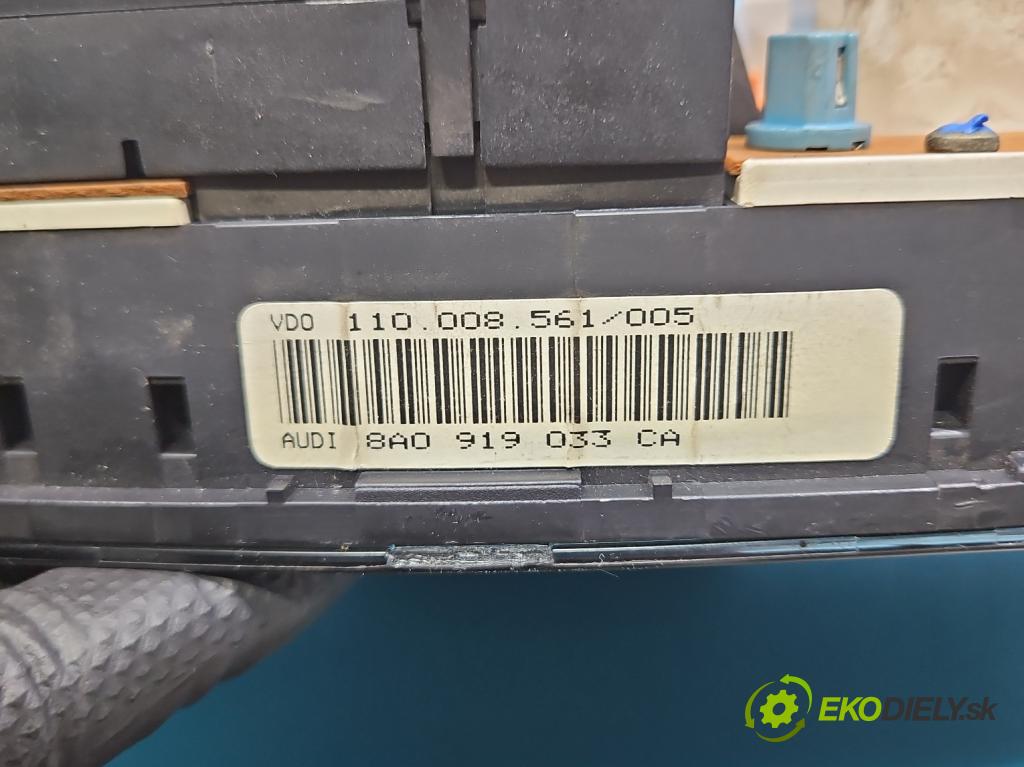 VDO 110.008.561/005
AUDI 8A0 919 033 CA
EKODIELY.sk